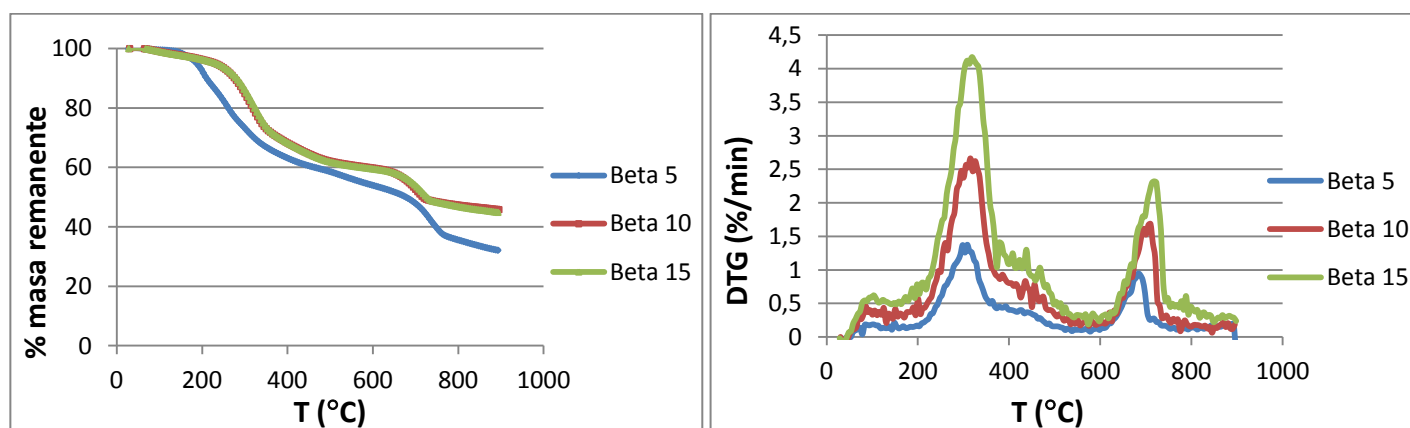 % masa remanente
100
80
60
40
20
0
0 200 400 600 800 1000
T (°C)
Beta 5
Beta 10
Beta 15
DTG (%/min)
4,5
4
3,5
3
2,5
2
1,5
1
0,5
0
0 200 400 600 800 1000
T (°C)
Beta 5
Beta 10
Beta 15